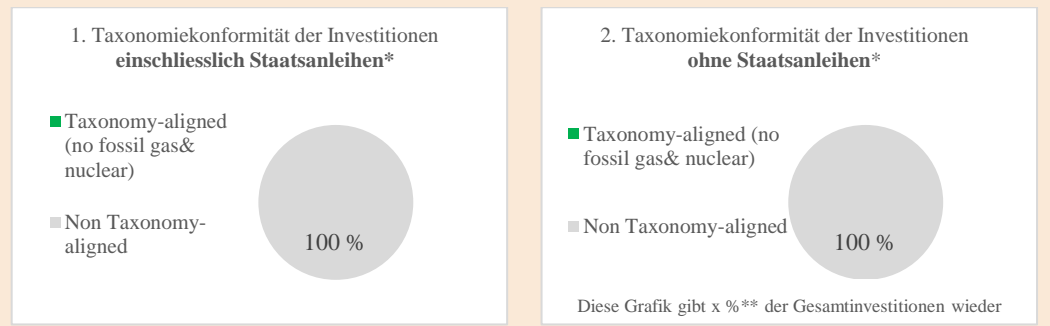 1. Taxonomiekonformität der Investitionen
einschliesslich Staatsanleihen*
Taxonomy-aligned
(no fossil gas&
nuclear)
Non Taxonomy-
aligned
100 %
2. Taxonomiekonformität der Investitionen
ohne Staatsanleihen*
Taxonomy-aligned (no
fossil gas& nuclear)
Non Taxonomy-aligned
100 %
Diese Grafik gibt x %** der Gesamtinvestitionen wieder